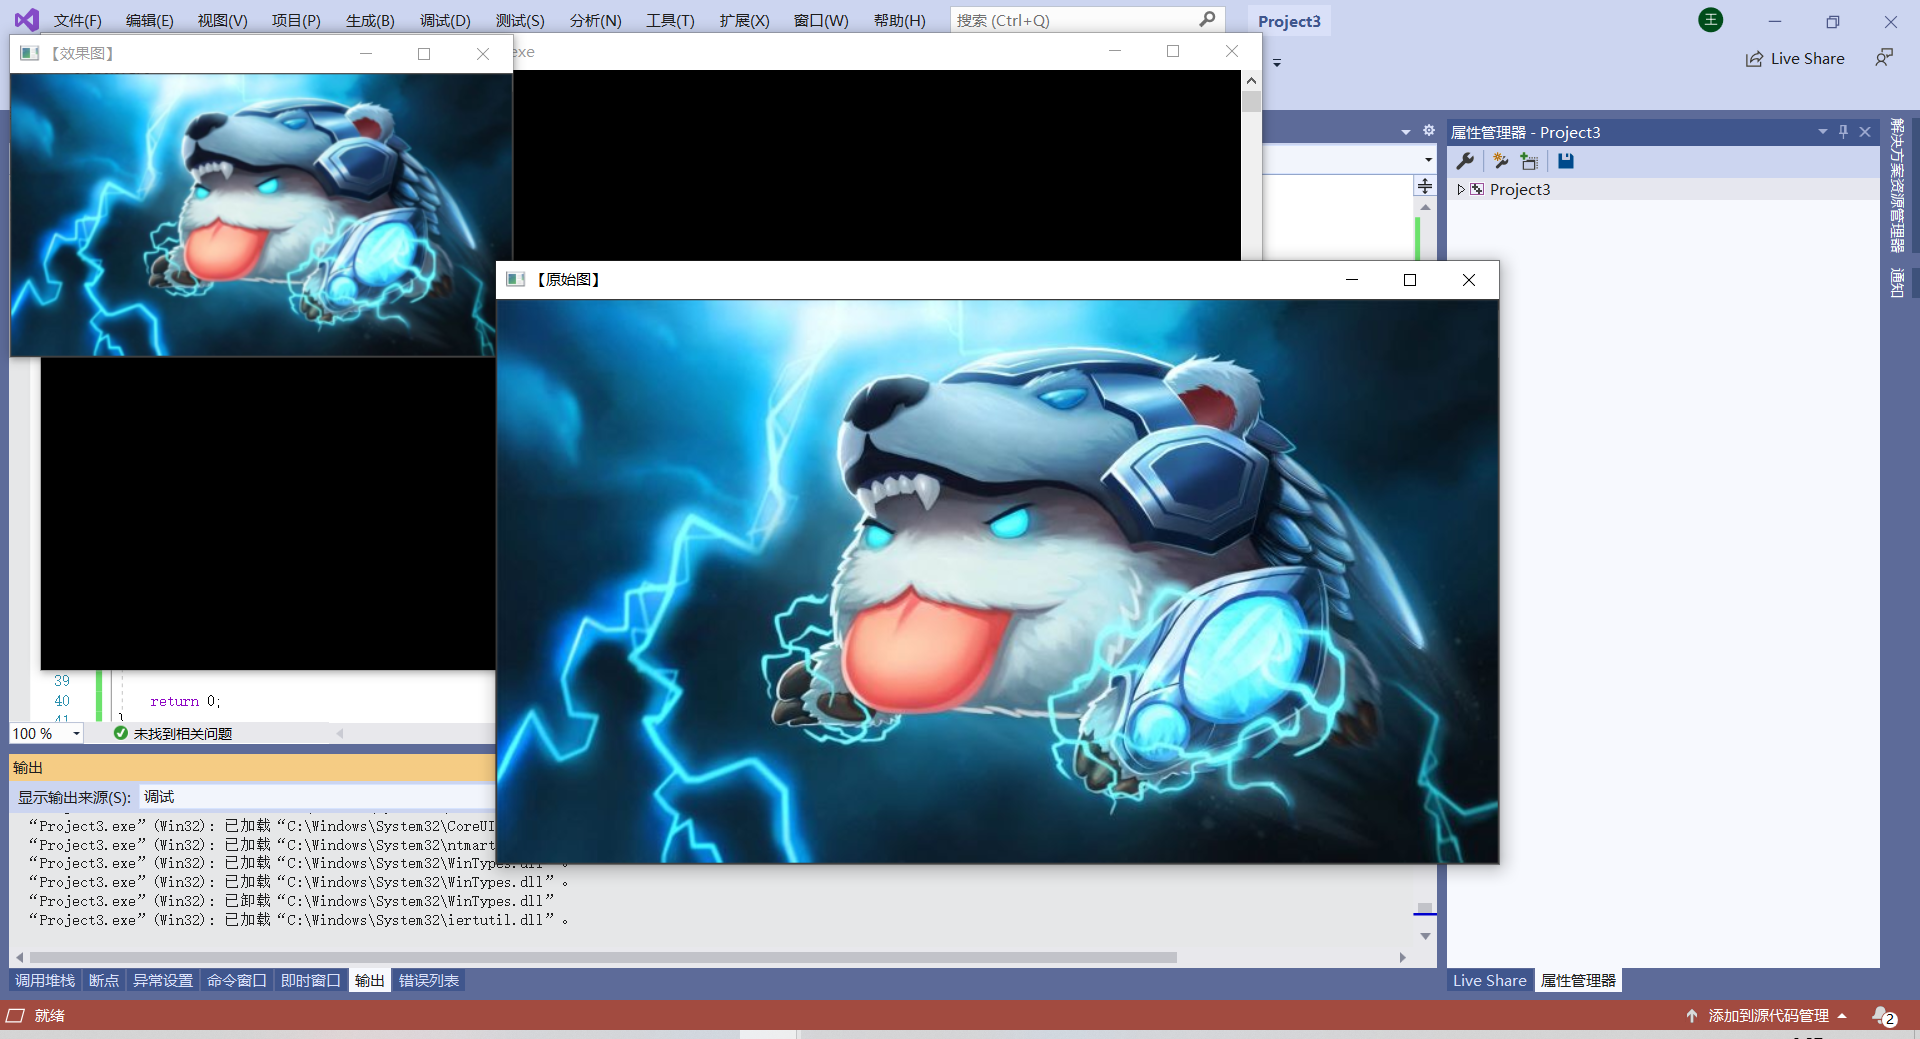 文件(F) 编辑(E) 视图(V) 项目(P) 生成(B) 调试(D) 测试(S) 分析(N) 工具(T) 扩展(X) 窗口(W) 帮助(H) 搜索 (Ctrl+Q) Project3 王
【效果图】
exe
Live Share
属性管理器 - Project3
Project3
解决方案资源管理器
通知
【原始图】
39
40 return 0;
41 }
100 % 未找到相关问题
输出
显示输出来源(S): 调试
“Project3.exe” (Win32): 已加载 “C:\Windows\System32\CoreUI
“Project3.exe” (Win32): 已加载 “C:\Windows\System32\ntmart
“Project3.exe” (Win32): 已加载 “C:\Windows\System32\WinTypes.dll” 。
“Project3.exe” (Win32): 已加载 “C:\Windows\System32\WinTypes.dll” 。
“Project3.exe” (Win32): 已卸载 “C:\Windows\System32\WinTypes.dll”
“Project3.exe” (Win32): 已加载 “C:\Windows\System32\iertutil.dll” 。
调用堆栈 断点 异常设置 命令窗口 即时窗口 输出 错误列表
Live Share 属性管理器
就绪 添加到源代码管理 2